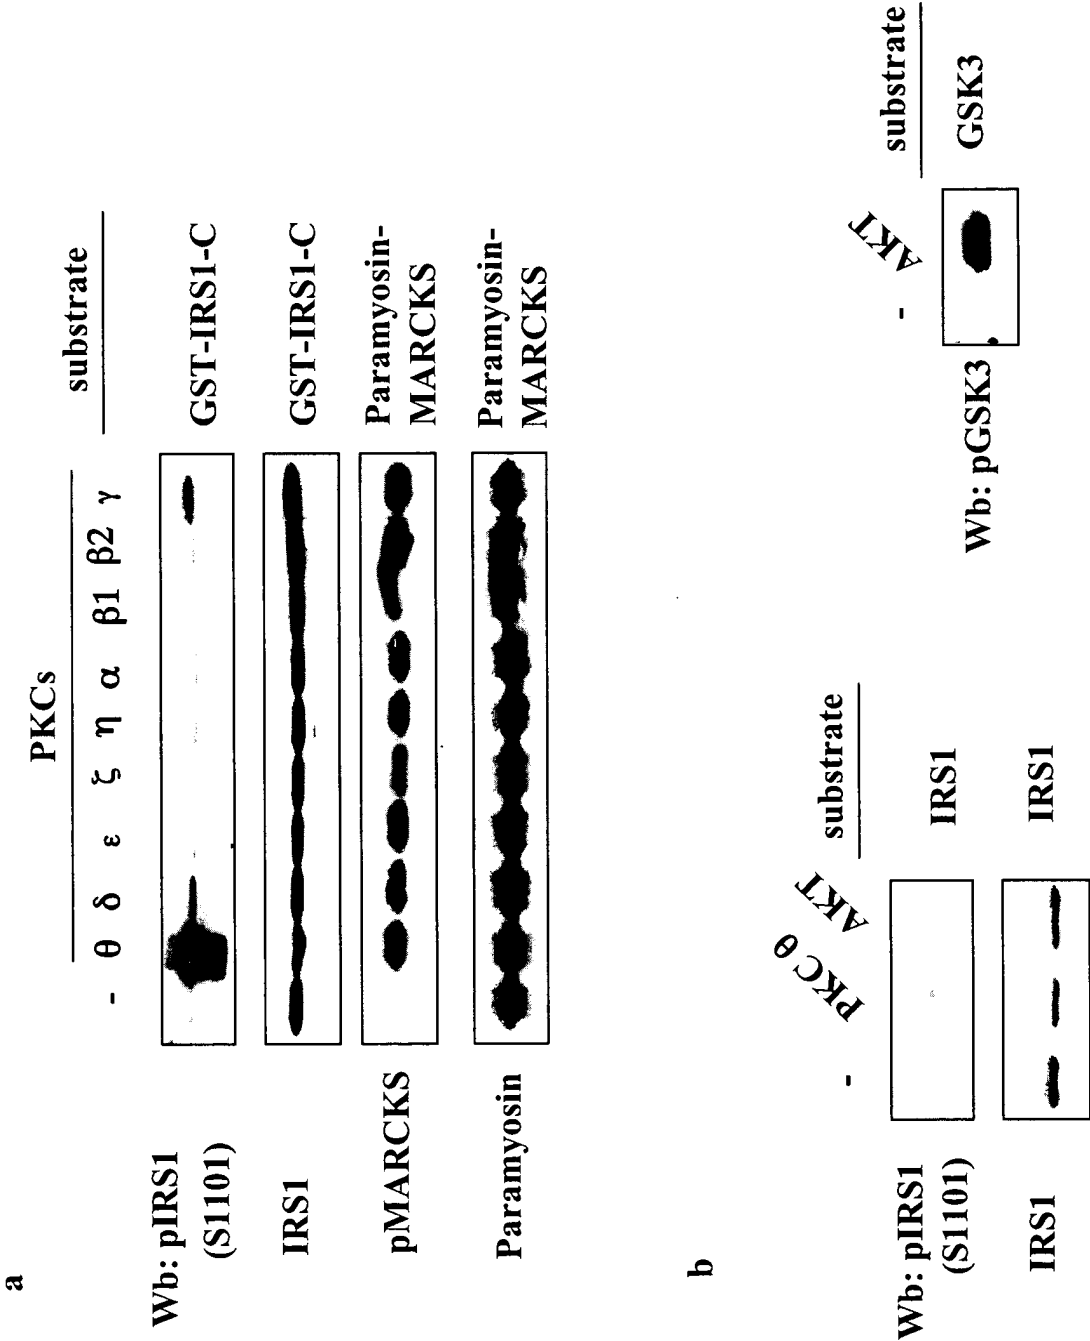 a
PKCs
substrate
- θ δ ε ζ η α β1 β2 γ
Wb: pIRS1
(S1101)
GST-IRS1-C
IRS1
GST-IRS1-C
pMARCKS
Paramyosin-
MARCKS
Paramyosin
Paramyosin-
MARCKS
b
- PKC θ AKT
substrate
Wb: pIRS1
(S1101)
IRS1
IRS1
IRS1
- AKT
substrate
Wb: pGSK3
GSK3